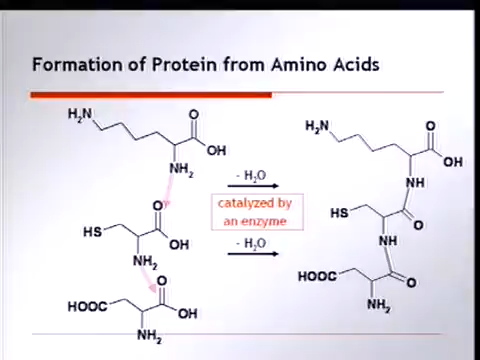 Formation of Protein from Amino Acids
H₂N
O
OH
NH₂
O
HS
OH
NH₂
O
HOOC
OH
NH₂
- H₂O
catalyzed by
an enzyme
- H₂O
H₂N
O
OH
NH
HS
O
NH
HOOC
O
NH₂